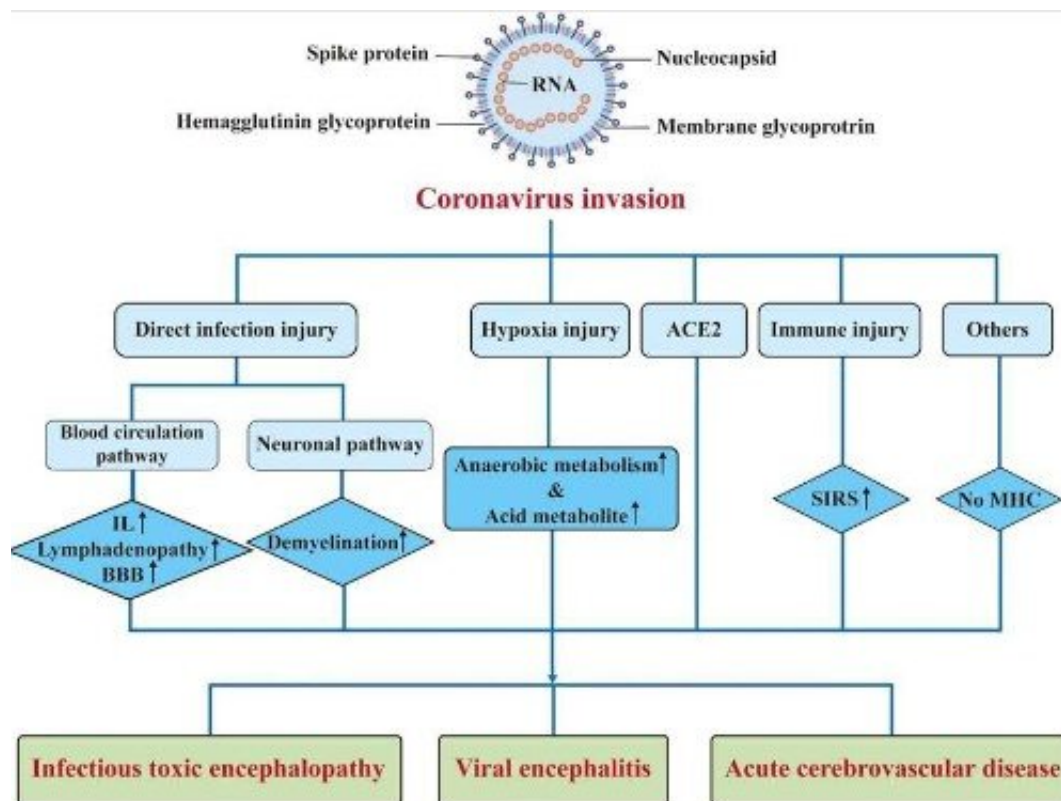 Spike protein
Nucleocapsid
RNA
Hemagglutinin glycoprotein
Membrane glycoprotrin
Coronavirus invasion
Direct infection injury
Hypoxia injury
ACE2
Immune injury
Others
Blood circulation
pathway
Neuronal pathway
Anaerobic metabolism↑
&
Acid metabolite↑
SIRS↑
No MHC
IL↑
Lymphadenopathy↑
BBB↑
Demyelination↑
Infectious toxic encephalopathy
Viral encephalitis
Acute cerebrovascular disease